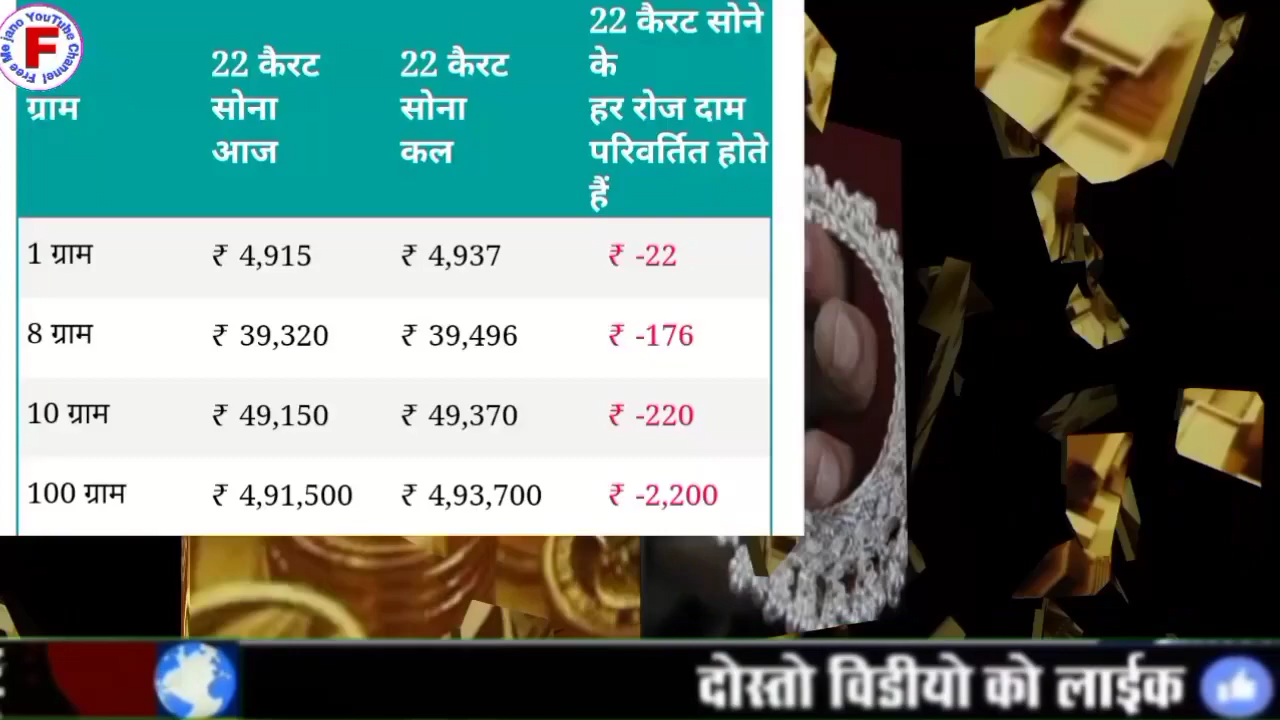 Free Me jano YouTube Channel
F
ग्राम
22 कैरट
सोना
आज
22 कैरट
सोना
कल
22 कैरट सोने
के
हर रोज दाम
परिवर्तित होते
हैं
1 ग्राम ₹ 4,915 ₹ 4,937 ₹ -22
8 ग्राम ₹ 39,320 ₹ 39,496 ₹ -176
10 ग्राम ₹ 49,150 ₹ 49,370 ₹ -220
100 ग्राम ₹ 4,91,500 ₹ 4,93,700 ₹ -2,200
दोस्तो विडीयो को लाईक